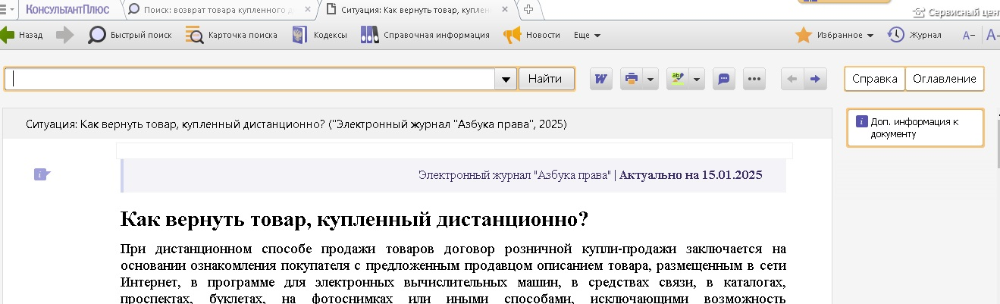 КонсультантПлюс
Поиск: возврат товара купленного д
Ситуация: Как вернуть товар, куплен
Сервисный цен
Назад
Быстрый поиск
Карточка поиска
Кодексы
Справочная информация
Новости
Еще
Избранное
Журнал
А–
А-
Найти
W
ab
...
Справка
Оглавление
Ситуация: Как вернуть товар, купленный дистанционно? ("Электронный журнал "Азбука права", 2025)
i Доп. информация к
документу
i
Электронный журнал "Азбука права" | Актуально на 15.01.2025
Как вернуть товар, купленный дистанционно?
При дистанционном способе продажи товаров договор розничной купли-продажи заключается на
основании ознакомления покупателя с предложенным продавцом описанием товара, размещенным в сети
Интернет, в программе для электронных вычислительных машин, в средствах связи, в каталогах,
проспектах, буклетах, на фотоснимках или иными способами, исключающими возможность